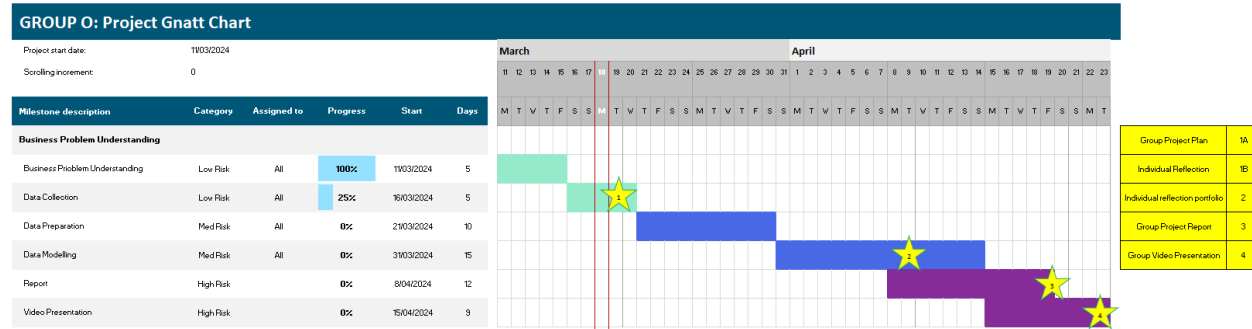 GROUP O: Project Gnatt Chart
Project start date: 11/03/2024
March April
Scrolling increment: 0
11 12 13 14 15 16 17 18 19 20 21 22 23 24 25 26 27 28 29 30 31 1 2 3 4 5 6 7 8 9 10 11 12 13 14 15 16 17 18 19 20 21 22 23
Milestone description Category Assigned to Progress Start Days M T W T F S S M T W T F S S M T W T F S S M T W T F S S M T W T F S S M T W T F S S M T
Business Problem Understanding
Group Project Plan 1A
Business Prioblem Understanding Low Risk All 100% 11/03/2024 5
Individual Reflection 1B
Data Collection Low Risk All 25% 16/03/2024 5 1
Individual reflection portfolio 2
Data Preparation Med Risk All 0% 21/03/2024 10
Group Project Report 3
Data Modelling Med Risk All 0% 31/03/2024 15 2
Group Video Presentation 4
Report High Risk 0% 8/04/2024 12 3
Video Presentation High Risk 0% 15/04/2024 9 4